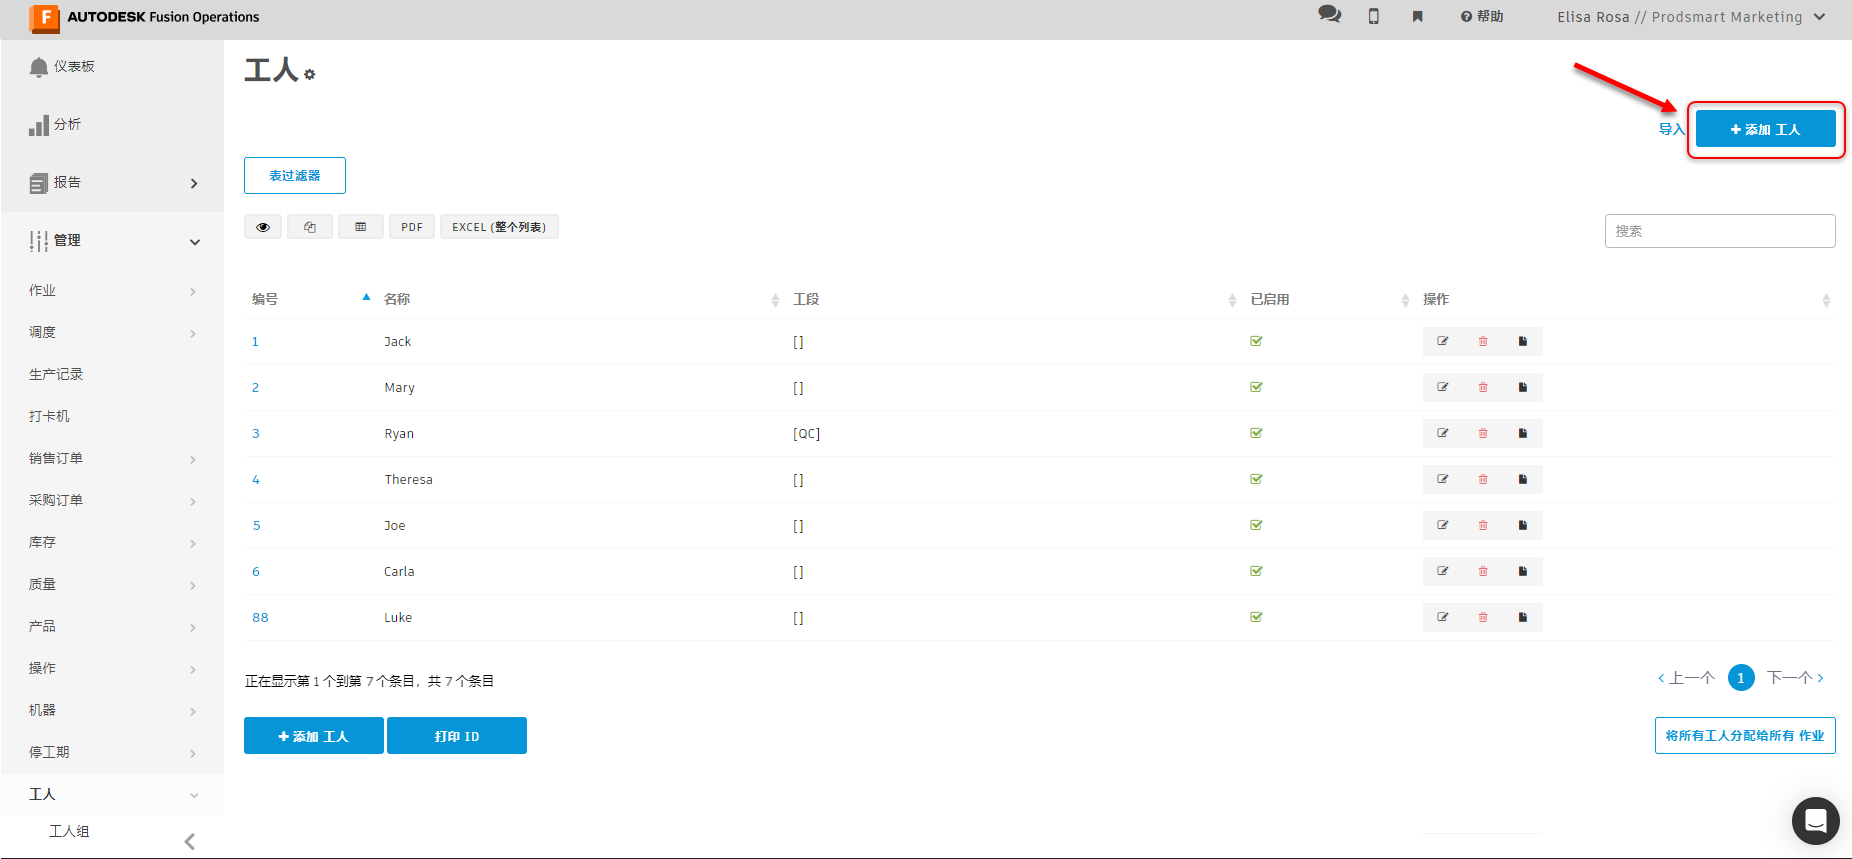 AUTODESK Fusion Operations
帮助
Elisa Rosa // Prodsmart Marketing
仪表板
分析
报告
管理
作业
调度
生产记录
打卡机
销售订单
采购订单
库存
质量
产品
操作
机器
停工期
工人
工人组
工人
导入
添加 工人
表过滤器
PDF
EXCEL (整个列表)
搜索
编号 名称 工段 已启用 操作
1 Jack []
2 Mary []
3 Ryan [QC]
4 Theresa []
5 Joe []
6 Carla []
88 Luke []
正在显示第 1 个到第 7 个条目，共 7 个条目
上一个 1 下一个
添加 工人
打印 ID
将所有工人分配给所有 作业